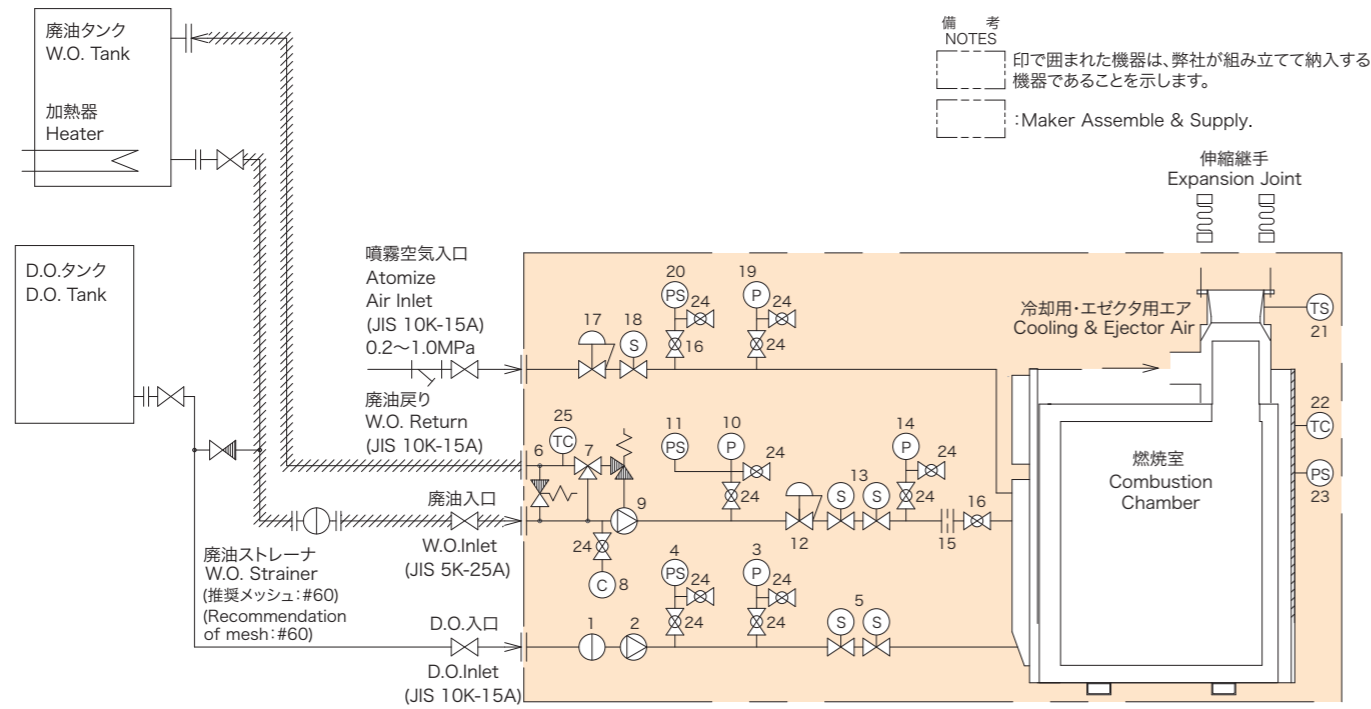 廃油タンク
W.O. Tank
加熱器
Heater
D.O.タンク
D.O. Tank
備 考
NOTES
印で囲まれた機器は、弊社が組み立てて納入する
機器であることを示します。
:Maker Assemble & Supply.
伸縮継手
Expansion Joint
噴霧空気入口
Atomize
Air Inlet
(JIS 10K-15A)
0.2〜1.0MPa
廃油戻り
W.O. Return
(JIS 10K-15A)
廃油入口
W.O.Inlet
(JIS 5K-25A)
廃油ストレーナ
W.O. Strainer
(推奨メッシュ:#60)
(Recommendation
of mesh:#60)
D.O.入口
D.O.Inlet
(JIS 10K-15A)
冷却用・エゼクタ用エア
Cooling & Ejector Air
燃焼室
Combustion
Chamber
20 19
PS 24 P 24
17 18
S 16 24
TS
21
22
TC
PS
23
25
TC
6 7
11 10
PS P 24
24
9
14
P 24
13
S S 24
12 15 16
24
C 8
4 3
PS 24 P 24
24 24
5
S S
1 2